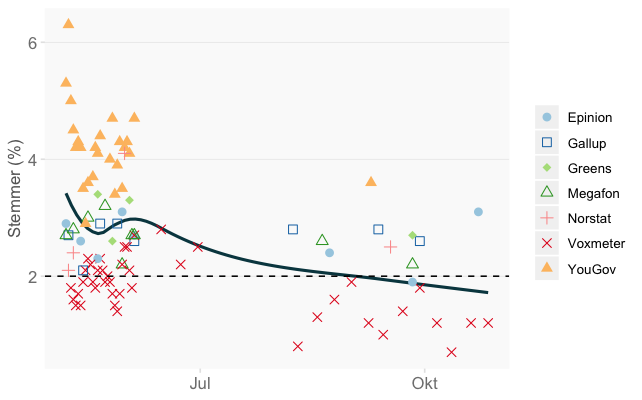 6
4
2
Stemmer (%)
Jul
Okt
Epinion
Gallup
Greens
Megafon
Norstat
Voxmeter
YouGov